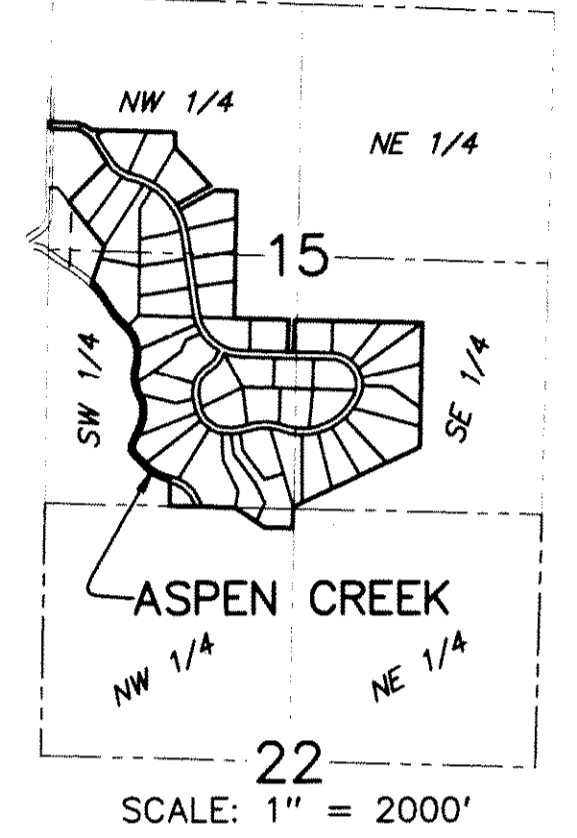 NW 1/4
NE 1/4
15
SW 1/4
SE 1/4
ASPEN CREEK
NW 1/4
NE 1/4
22
SCALE: 1" = 2000'